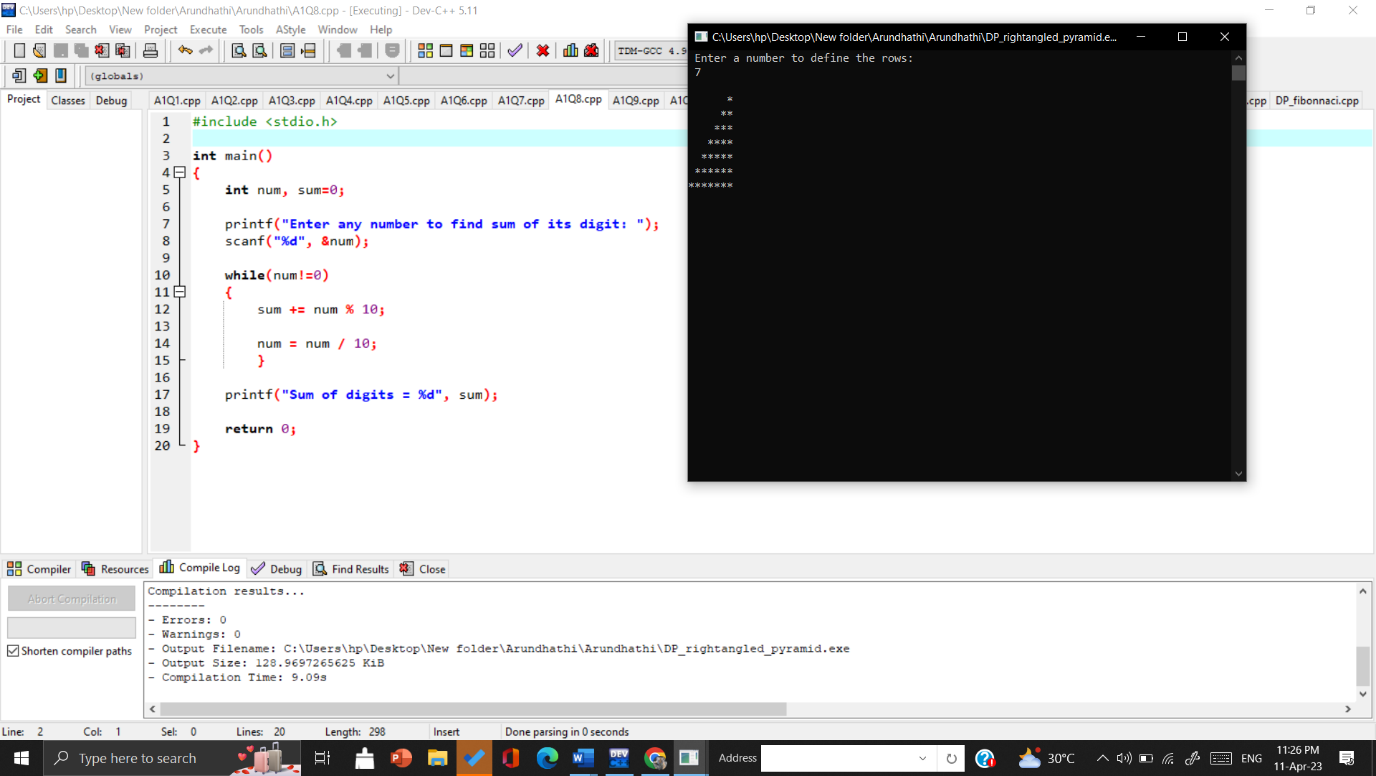 C:\Users\hp\Desktop\New folder\Arundhathi\Arundhathi\A1Q8.cpp - [Executing] - Dev-C++ 5.11
File Edit Search View Project Execute Tools AStyle Window Help
TDM-GCC 4.9
(globals)
Project Classes Debug
A1Q1.cpp A1Q2.cpp A1Q3.cpp A1Q4.cpp A1Q5.cpp A1Q6.cpp A1Q7.cpp A1Q8.cpp A1Q9.cpp A1C .cpp DP_fibonnaci.cpp
1 #include <stdio.h>
2
3 int main()
4 {
5 int num, sum=0;
6
7 printf("Enter any number to find sum of its digit: ");
8 scanf("%d", &num);
9
10 while(num!=0)
11 {
12 sum += num % 10;
13
14 num = num / 10;
15 }
16
17 printf("Sum of digits = %d", sum);
18
19 return 0;
20 }
C:\Users\hp\Desktop\New folder\Arundhathi\Arundhathi\DP_rightangled_pyramid.e...
Enter a number to define the rows:
7
*
**
***
****
*****
******
*******
Compiler Resources Compile Log Debug Find Results Close
Abort Compilation
Shorten compiler paths
Compilation results...
--------
- Errors: 0
- Warnings: 0
- Output Filename: C:\Users\hp\Desktop\New folder\Arundhathi\Arundhathi\DP_rightangled_pyramid.exe
- Output Size: 128.9697265625 KiB
- Compilation Time: 9.09s
Line: 2 Col: 1 Sel: 0 Lines: 20 Length: 298 Insert Done parsing in 0 seconds
Type here to search
DEV
Address
30°C
ENG
11:26 PM
11-Apr-23